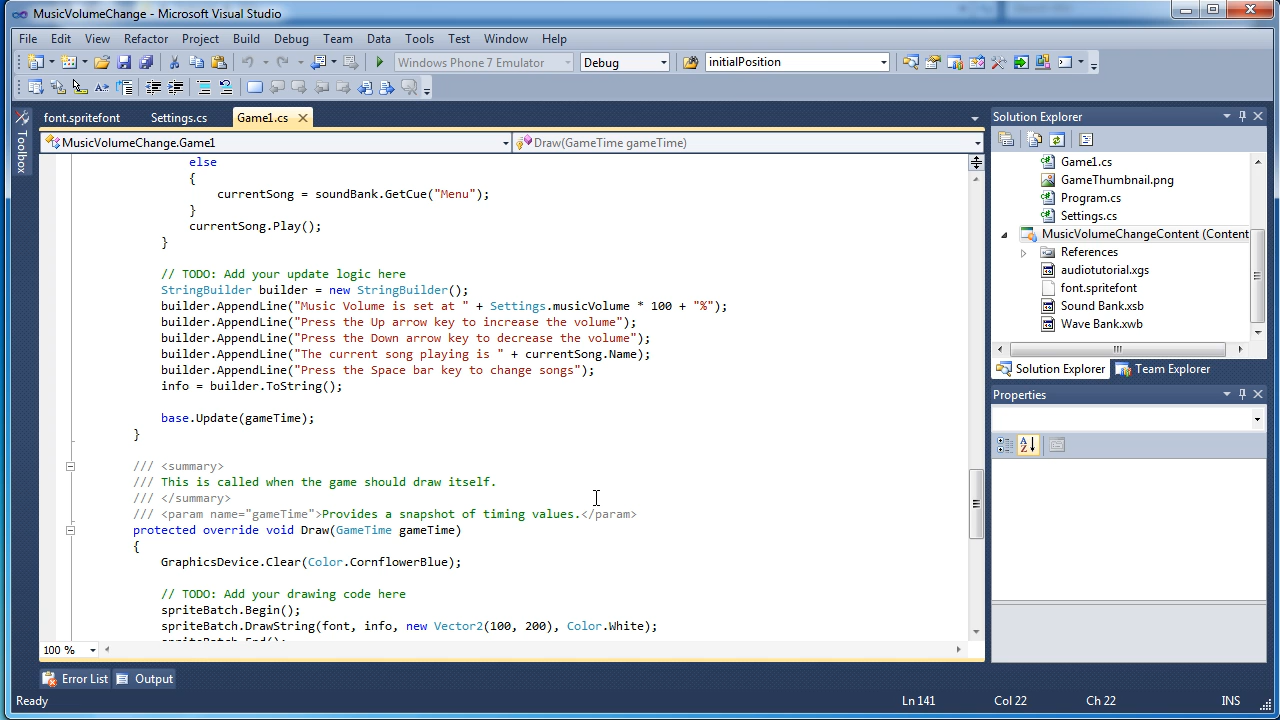 MusicVolumeChange - Microsoft Visual Studio
File Edit View Refactor Project Build Debug Team Data Tools Test Window Help
Windows Phone 7 Emulator Debug initialPosition
Toolbox
font.spritefont Settings.cs Game1.cs
MusicVolumeChange.Game1 Draw(GameTime gameTime)
else
{
currentSong = soundBank.GetCue("Menu");
}
currentSong.Play();
}
// TODO: Add your update logic here
StringBuilder builder = new StringBuilder();
builder.AppendLine("Music Volume is set at " + Settings.musicVolume * 100 + "%");
builder.AppendLine("Press the Up arrow key to increase the volume");
builder.AppendLine("Press the Down arrow key to decrease the volume");
builder.AppendLine("The current song playing is " + currentSong.Name);
builder.AppendLine("Press the Space bar key to change songs");
info = builder.ToString();
base.Update(gameTime);
}
/// <summary>
/// This is called when the game should draw itself.
/// </summary>
/// <param name="gameTime">Provides a snapshot of timing values.</param>
protected override void Draw(GameTime gameTime)
{
GraphicsDevice.Clear(Color.CornflowerBlue);
// TODO: Add your drawing code here
spriteBatch.Begin();
spriteBatch.DrawString(font, info, new Vector2(100, 200), Color.White);
spriteBatch.End();
100 %
Solution Explorer
Game1.cs
GameThumbnail.png
Program.cs
Settings.cs
MusicVolumeChangeContent (Content
References
audiotutorial.xgs
font.spritefont
Sound Bank.xsb
Wave Bank.xwb
Solution Explorer Team Explorer
Properties
Error List Output
Ready Ln 141 Col 22 Ch 22 INS